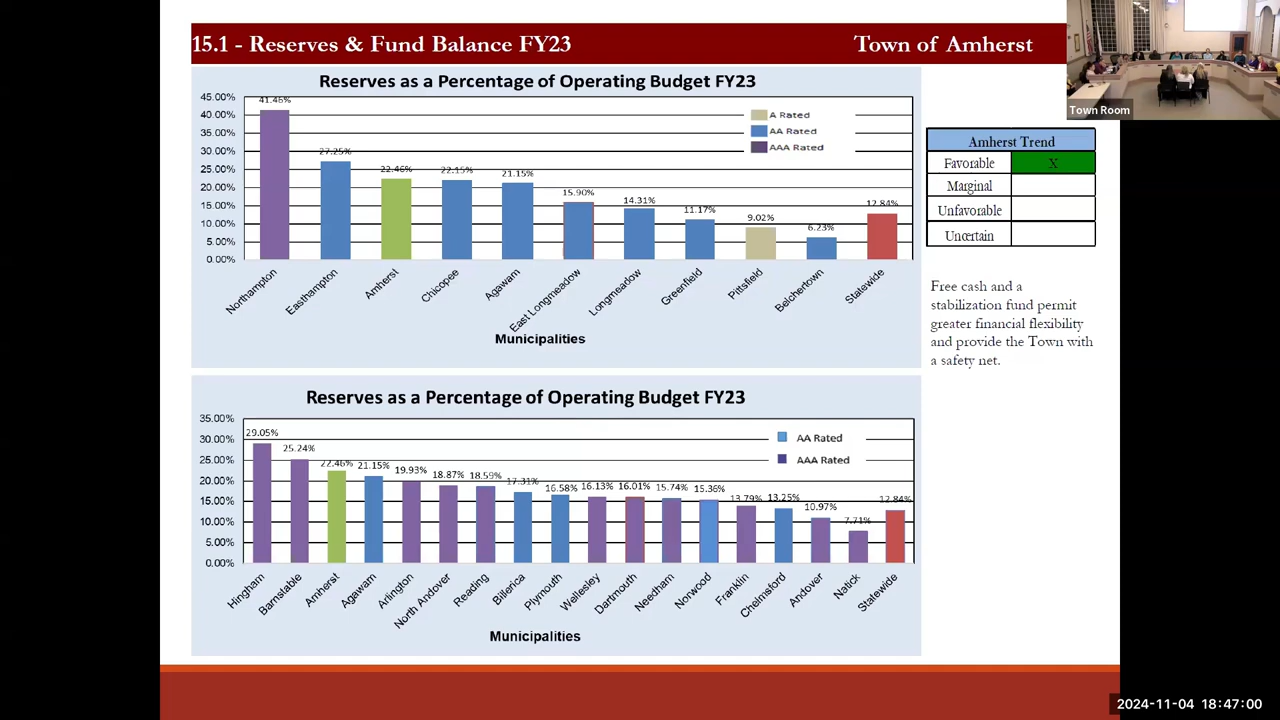 15.1 - Reserves & Fund Balance FY23
Town of Amherst
Town Room
Reserves as a Percentage of Operating Budget FY23
45.00%
40.00%
35.00%
30.00%
25.00%
20.00%
15.00%
10.00%
5.00%
0.00%
41.46%
27.25%
22.46%
22.15%
21.15%
15.90%
14.31%
11.17%
9.02%
6.23%
12.84%
A Rated
AA Rated
AAA Rated
Northampton
Easthampton
Amherst
Chicopee
Agawam
East Longmeadow
Longmeadow
Greenfield
Pittsfield
Belchertown
Statewide
Municipalities
Amherst Trend
Favorable X
Marginal
Unfavorable
Uncertain
Free cash and a
stabilization fund permit
greater financial flexibility
and provide the Town with
a safety net.
Reserves as a Percentage of Operating Budget FY23
35.00%
30.00%
25.00%
20.00%
15.00%
10.00%
5.00%
0.00%
29.05%
25.24%
22.46%
21.15%
19.93%
18.87%
18.59%
17.31%
16.58%
16.13%
16.01%
15.74%
15.36%
13.79%
13.25%
10.97%
7.71%
12.84%
AA Rated
AAA Rated
Hingham
Barnstable
Amherst
Agawam
Arlington
North Andover
Reading
Billerica
Plymouth
Wellesley
Dartmouth
Needham
Norwood
Franklin
Chelmsford
Andover
Natick
Statewide
Municipalities
2024-11-04 18:47:00